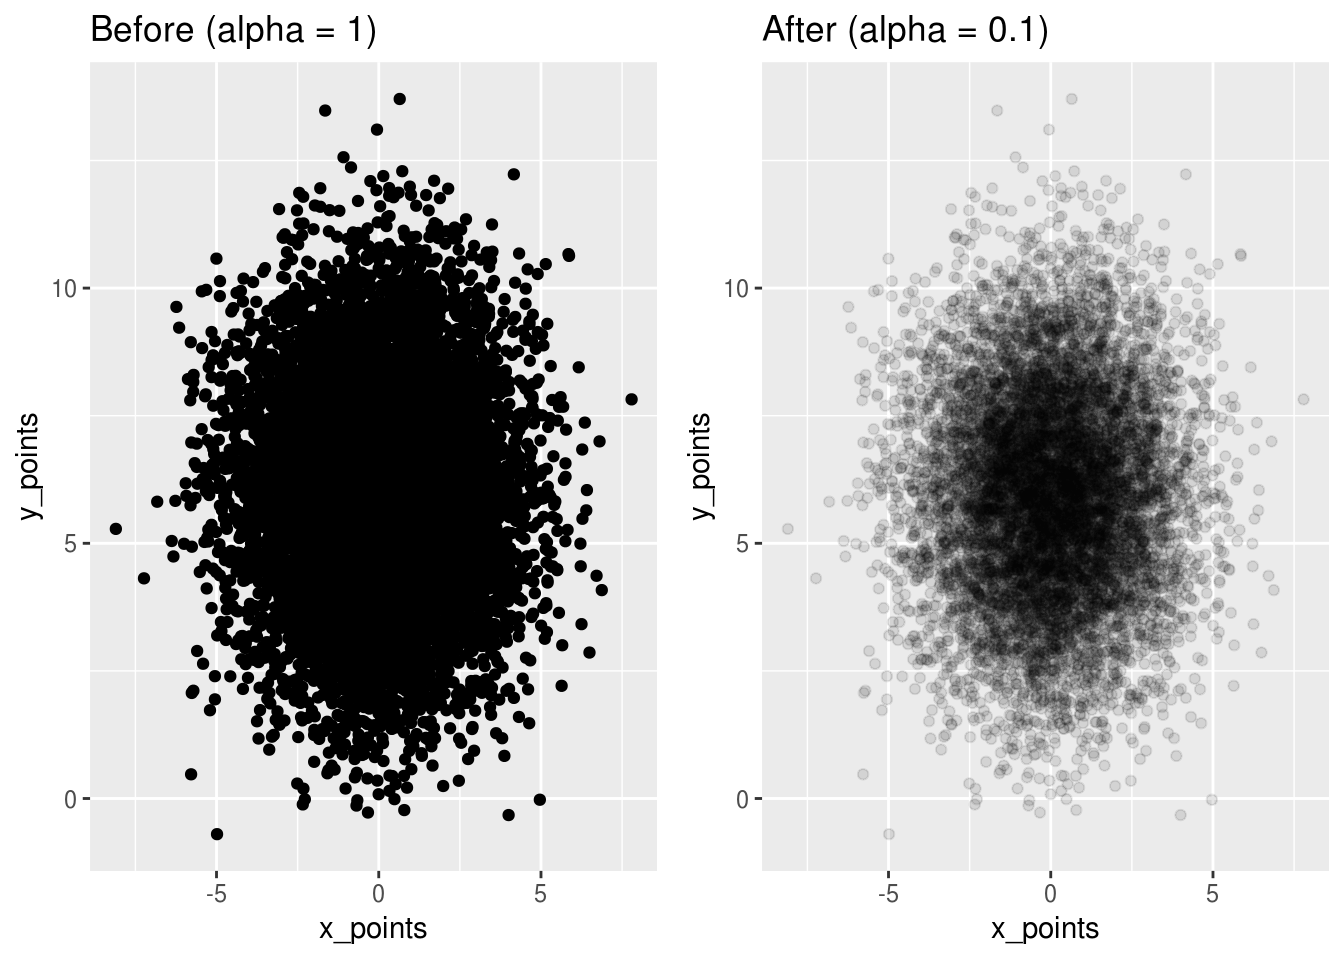 Before (alpha = 1)
y_points
10
5
0
-5 0 5
x_points
After (alpha = 0.1)
y_points
10
5
0
-5 0 5
x_points